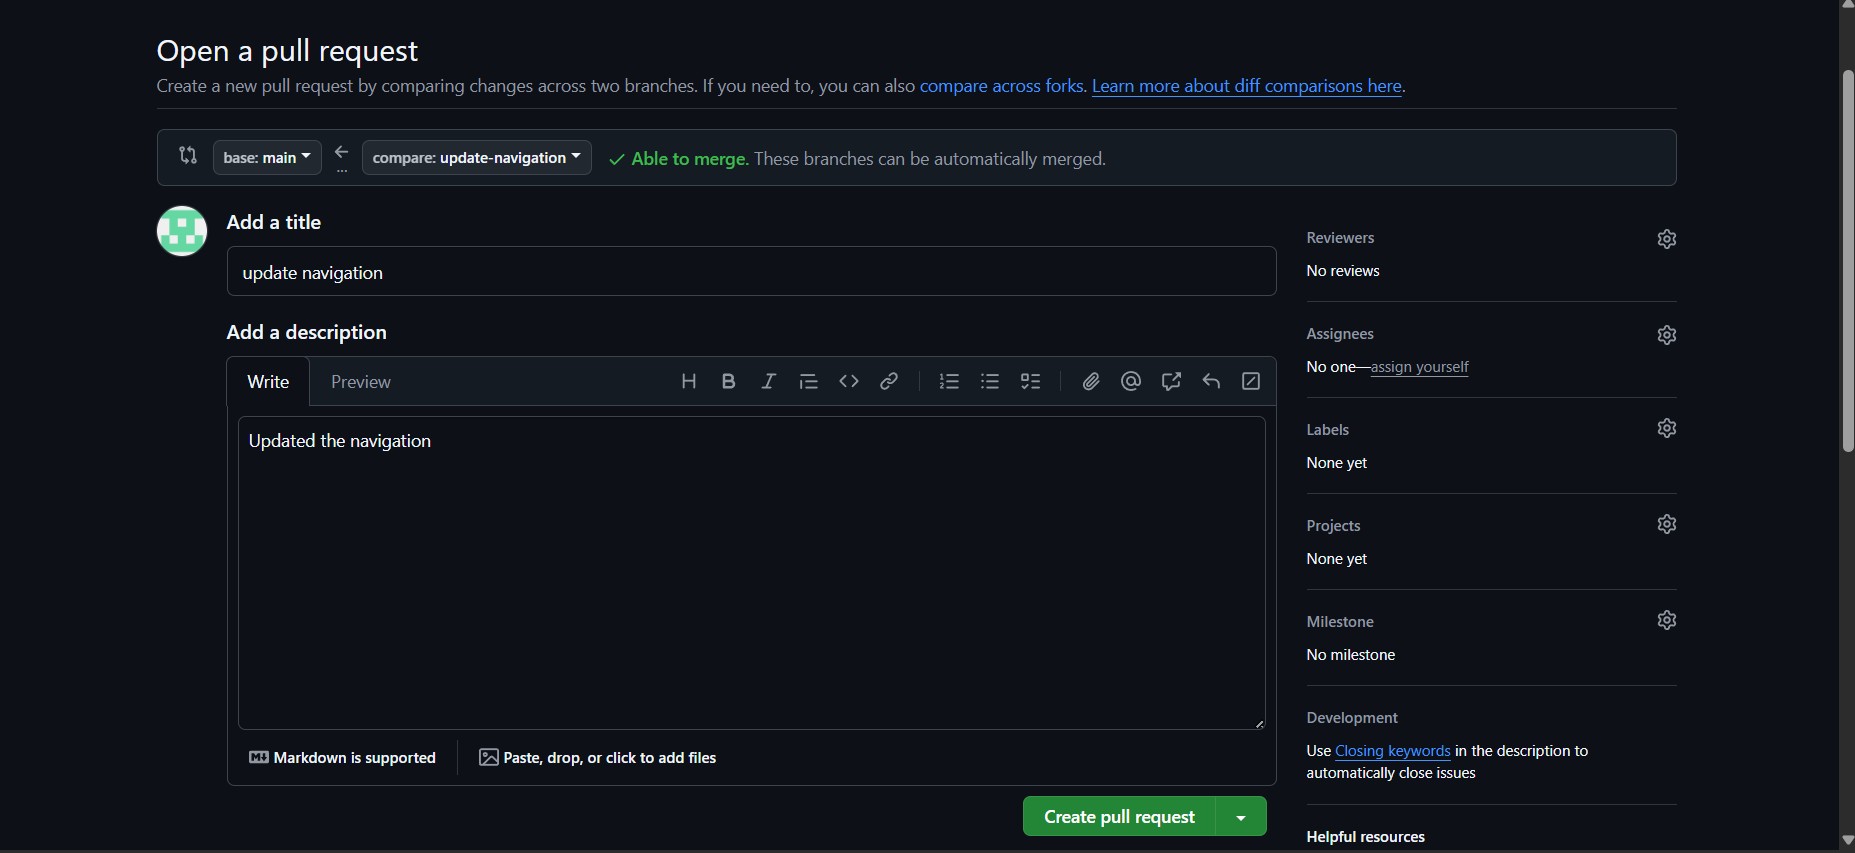 Open a pull request
Create a new pull request by comparing changes across two branches. If you need to, you can also compare across forks. Learn more about diff comparisons here.
base: main ← ... compare: update-navigation ✓ Able to merge. These branches can be automatically merged.
Add a title
update navigation
Add a description
Write Preview
Updated the navigation
Markdown is supported
Paste, drop, or click to add files
Create pull request
Reviewers
No reviews
Assignees
No one—assign yourself
Labels
None yet
Projects
None yet
Milestone
No milestone
Development
Use Closing keywords in the description to
automatically close issues
Helpful resources